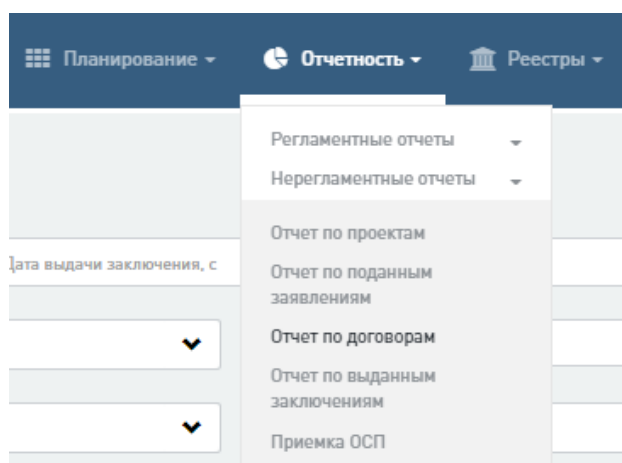 Планирование
Отчетность
Реестры
Регламентные отчеты
Нерегламентные отчеты
Отчет по проектам
Отчет по поданным
заявлениям
Отчет по договорам
Отчет по выданным
заключениям
Приемка ОСП
Дата выдачи заключения, с